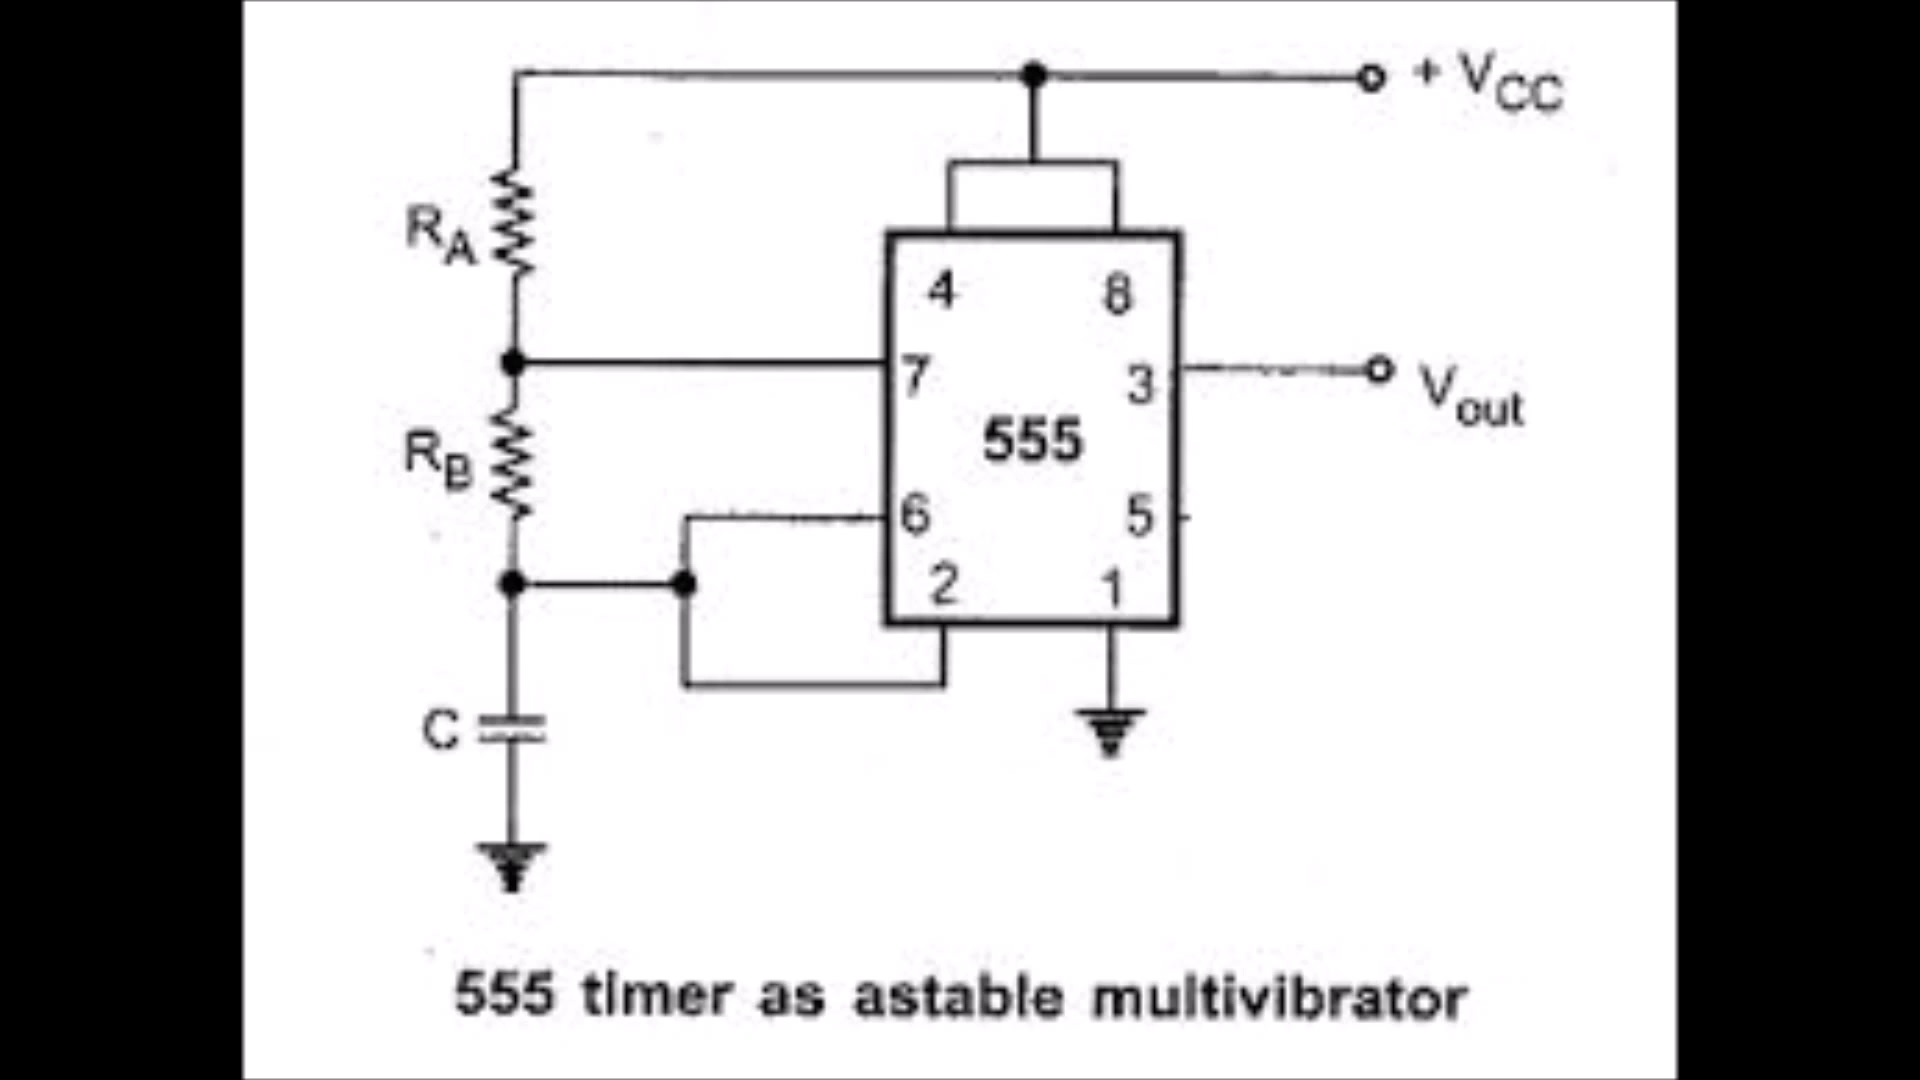 + VCC
RA
4 8
7 3
Vout
555
RB
6 5
2 1
C
555 timer as astable multivibrator